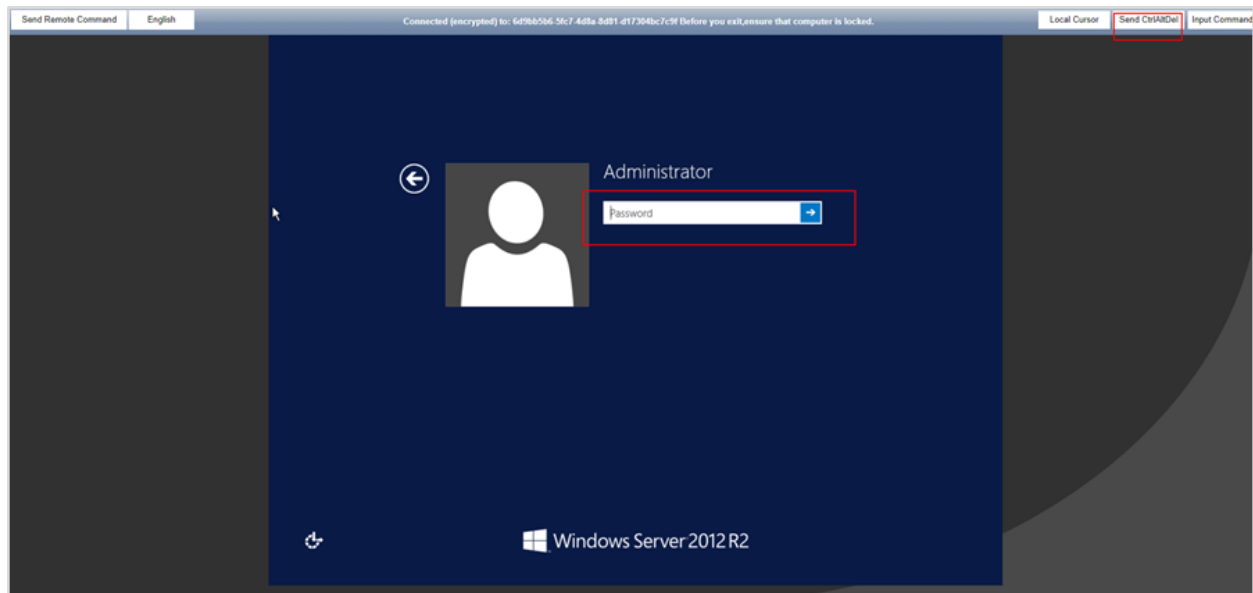 Send Remote Command
English
Connected (encrypted) to: 6d9bb5b6-5fc7-4d8a-8d81-d17304bc7c9f Before you exit,ensure that computer is locked.
Local Cursor
Send CtrlAltDel
Input Command
Administrator
Password
Windows Server 2012 R2